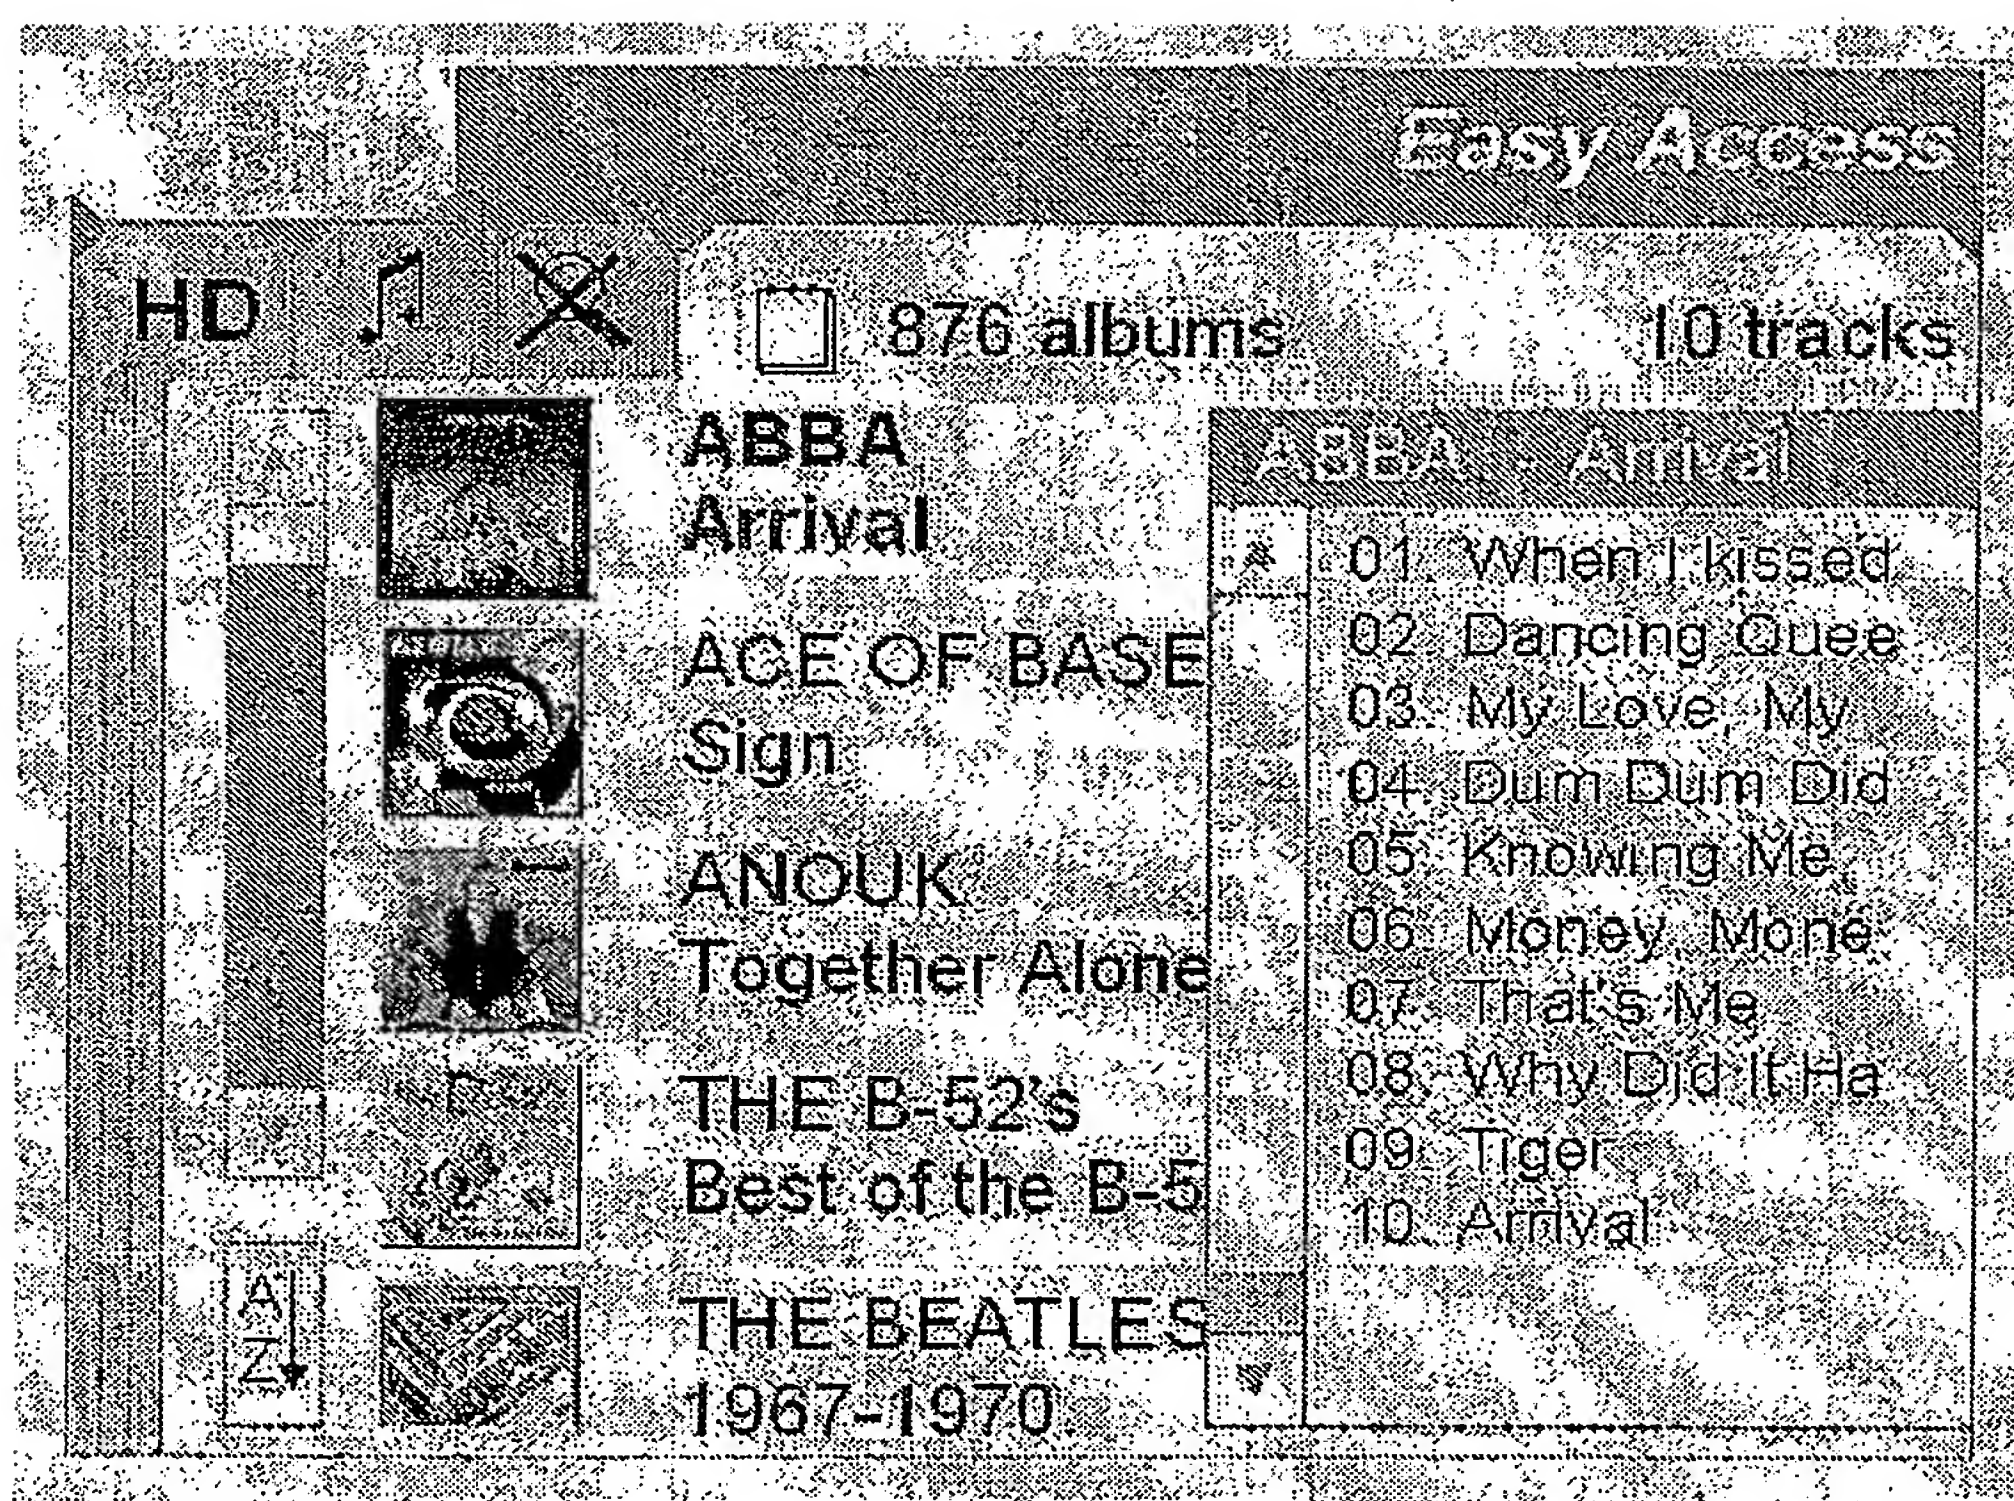 Easy Access
HD
876 albums
10 tracks
ABBA
Arrival
ACE OF BASE
Sign
ANOUK
Together Alone
THE B-52's
Best of the B-5
THE BEATLES
1967-1970
A
Z
ABBA - Arrival
01. When I kissed
02. Dancing Quee
03. My Love, My
04. Dum Dum Did
05. Knowing Me,
06. Money, Mone
07. That's Me
08. Why Did It Ha
09. Tiger
10. Arrival